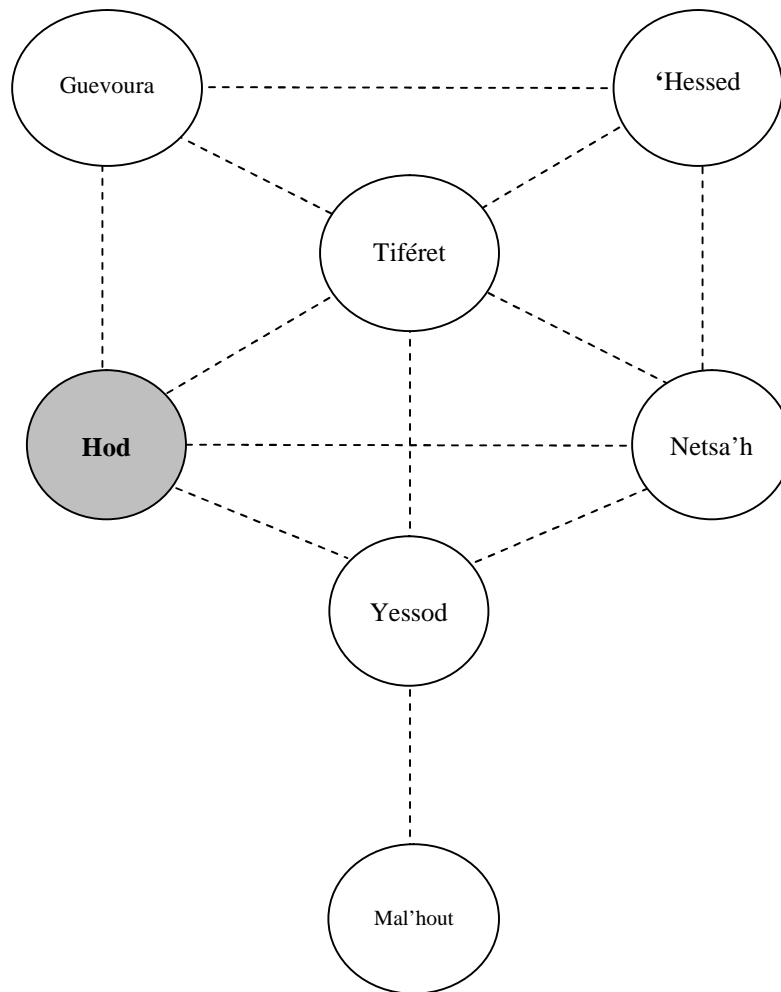 Guevoura
‘Hessed
Tiféret
Hod
Netsa’h
Yessod
Mal’hout